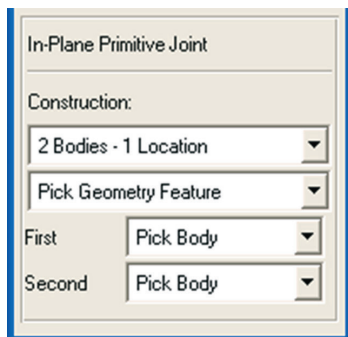 In-Plane Primitive Joint
Construction:
2 Bodies - 1 Location
Pick Geometry Feature
First Pick Body
Second Pick Body